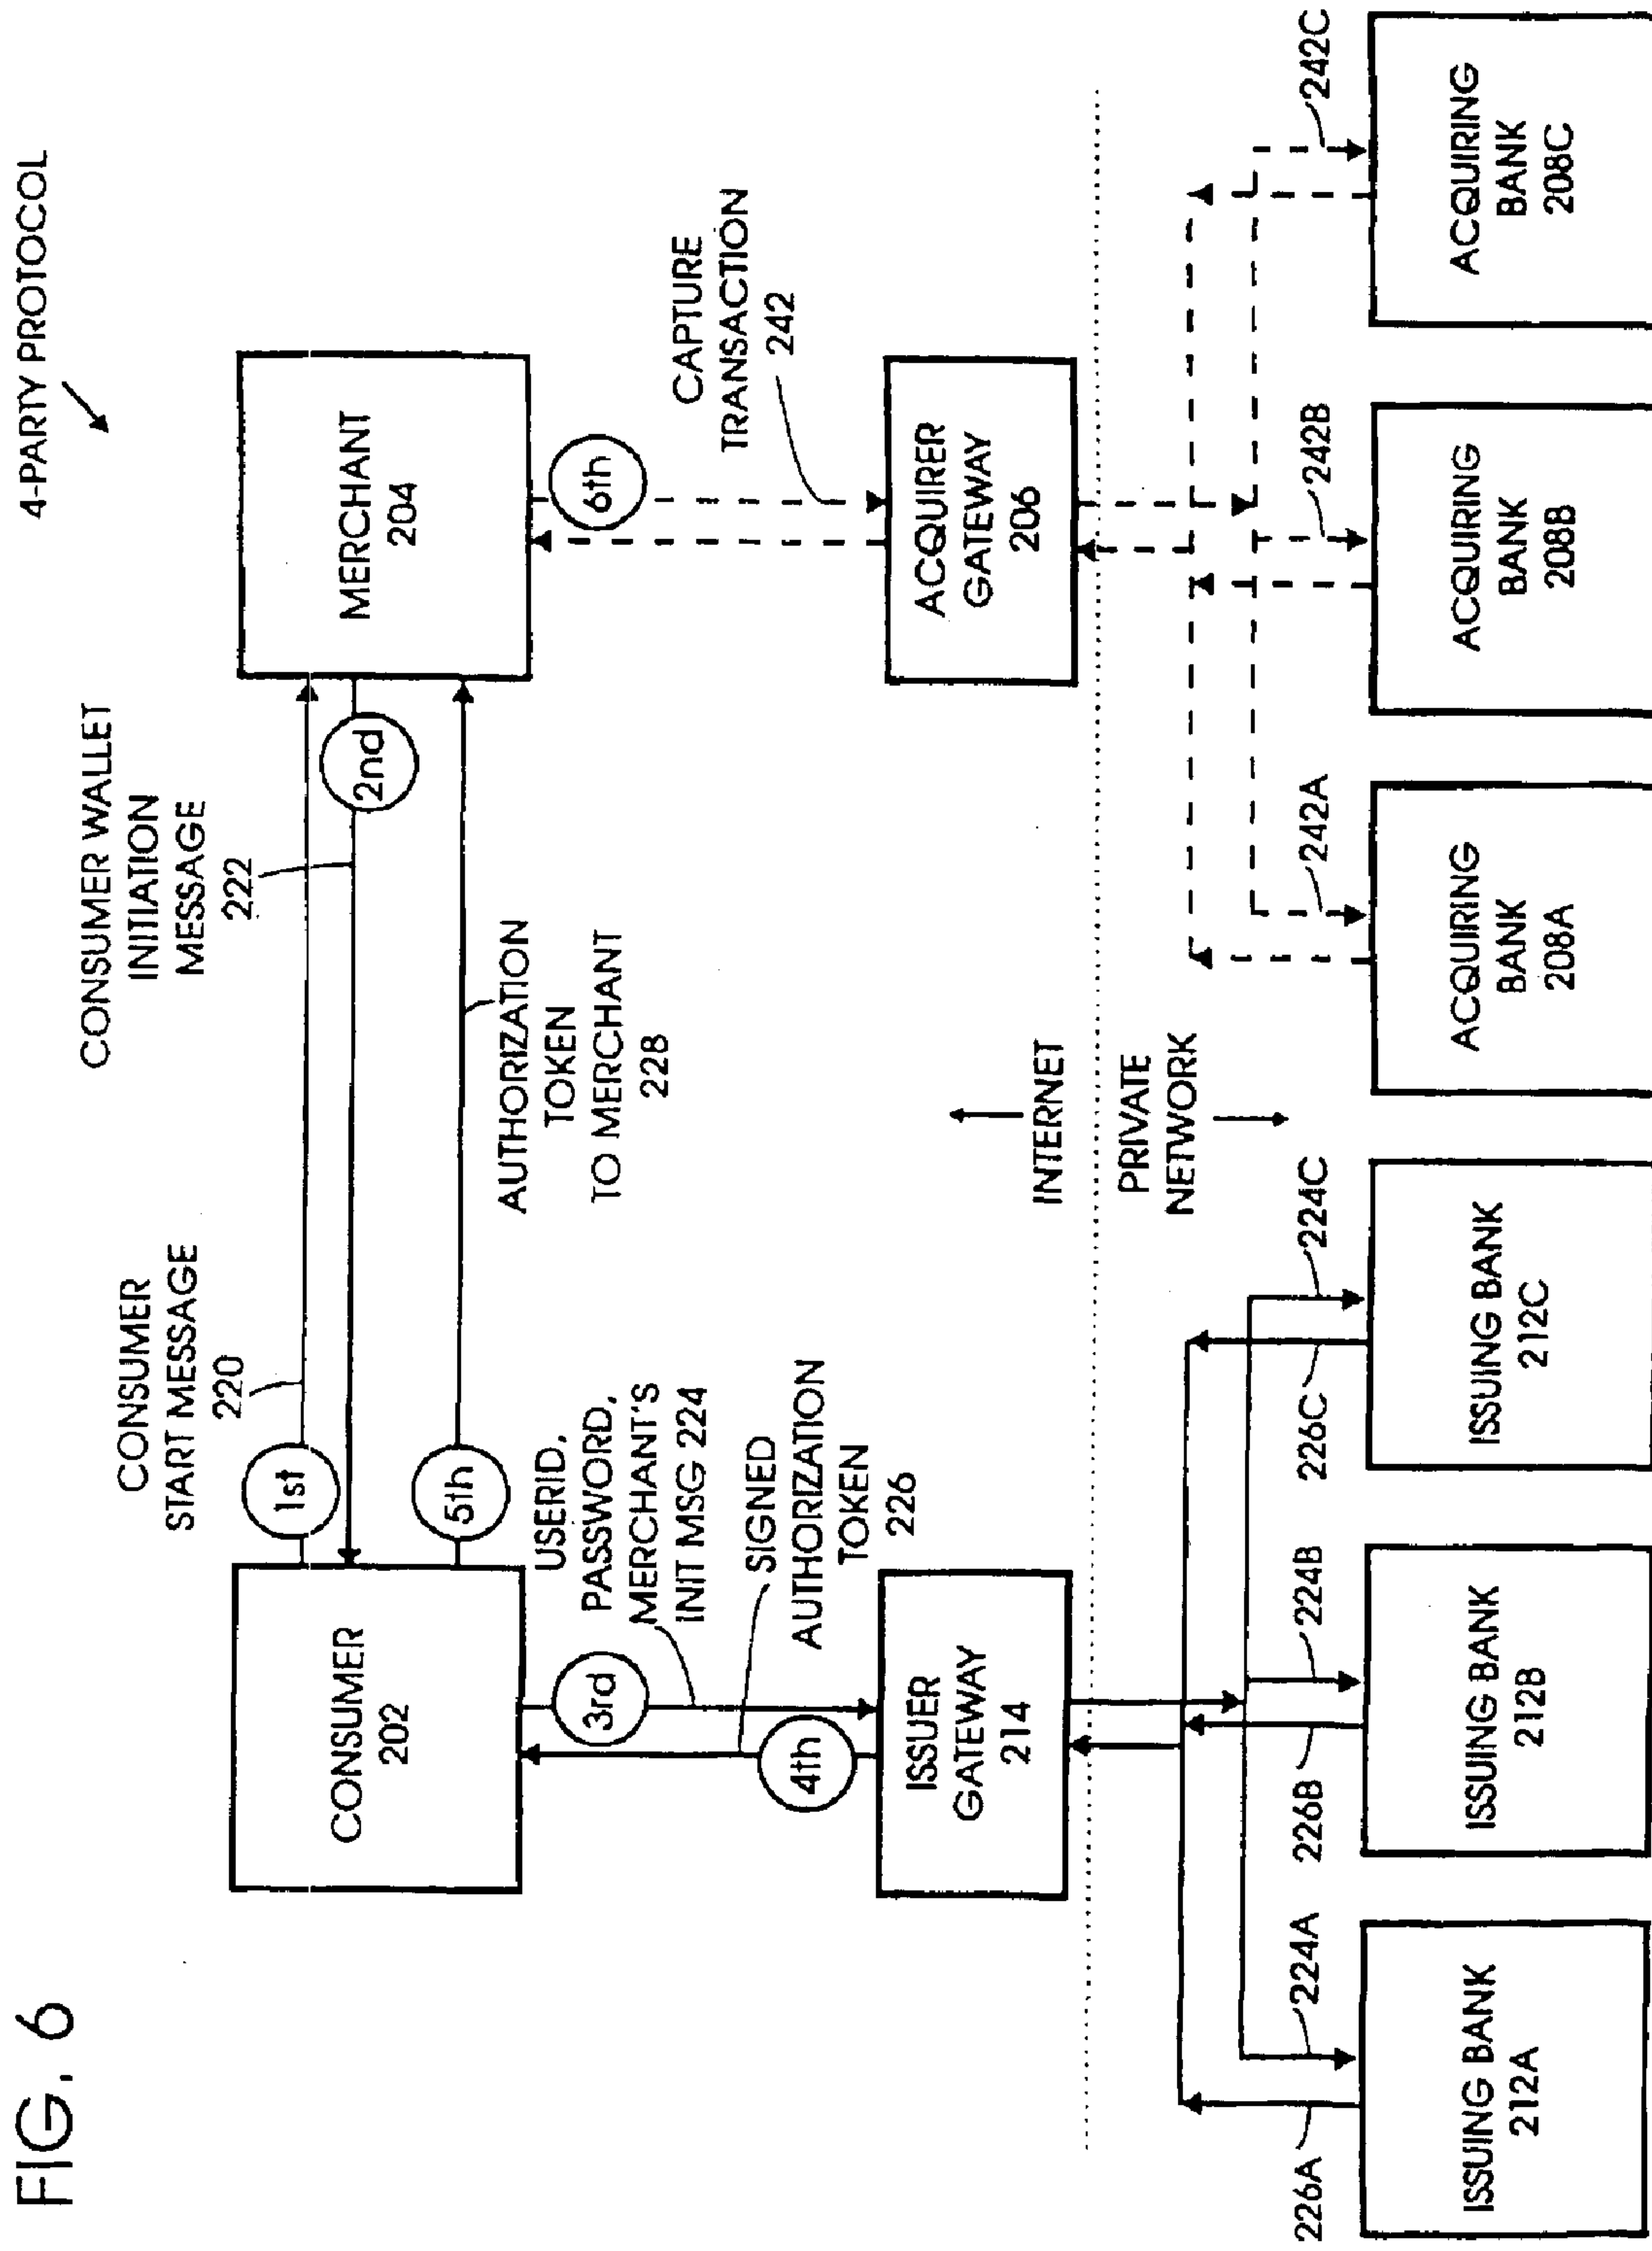 FIG. 6
4-PARTY PROTOCOL
CONSUMER
START MESSAGE
220
CONSUMER WALLET
INITIATION
MESSAGE
222
CONSUMER
202
1st
2nd
5th
MERCHANT
204
AUTHORIZATION
TOKEN
TO MERCHANT
228
USERID,
PASSWORD,
MERCHANT'S
INIT MSG 224
3rd
4th
SIGNED
AUTHORIZATION
TOKEN
226
6th
CAPTURE
TRANSACTION
242
ISSUER
GATEWAY
214
ACQUIRER
GATEWAY
206
INTERNET
PRIVATE
NETWORK
226A
224A
226B
224B
226C
224C
242A
242B
242C
ISSUING BANK
212A
ISSUING BANK
212B
ISSUING BANK
212C
ACQUIRING
BANK
208A
ACQUIRING
BANK
208B
ACQUIRING
BANK
208C